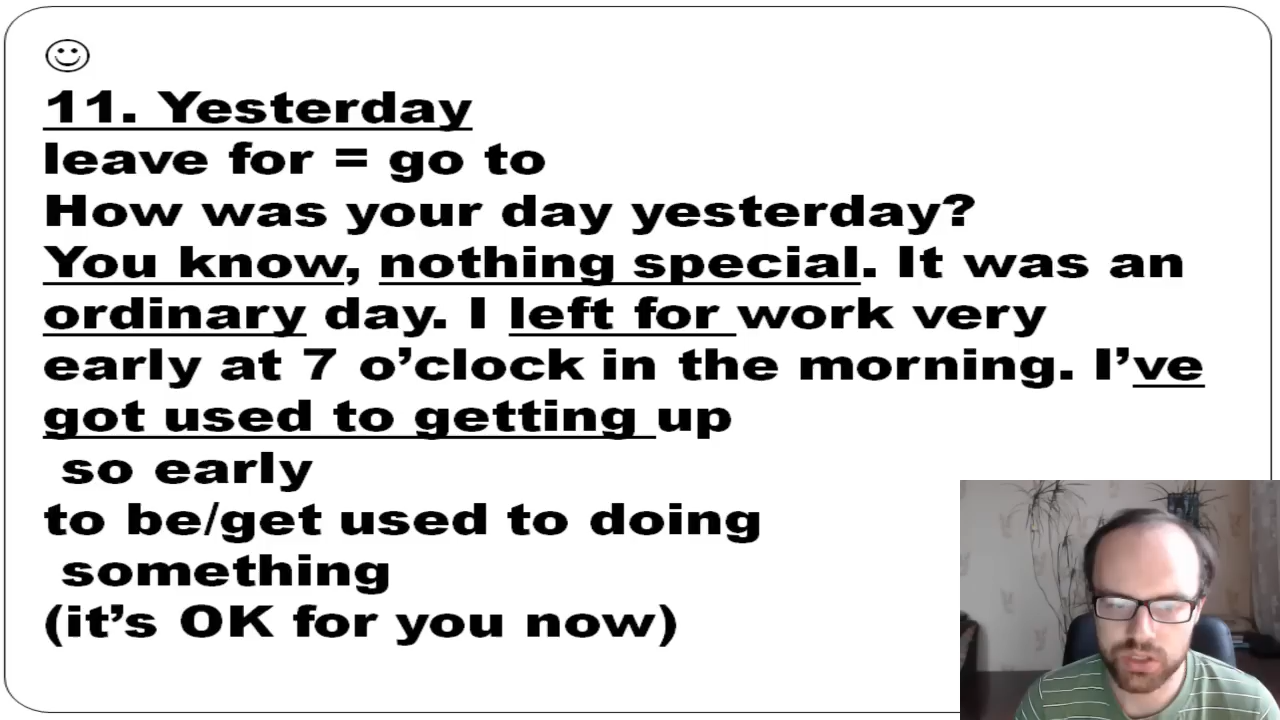 11. Yesterday
leave for = go to
How was your day yesterday?
You know, nothing special. It was an
ordinary day. I left for work very
early at 7 o’clock in the morning. I’ve
got used to getting up
so early
to be/get used to doing
something
(it’s OK for you now)